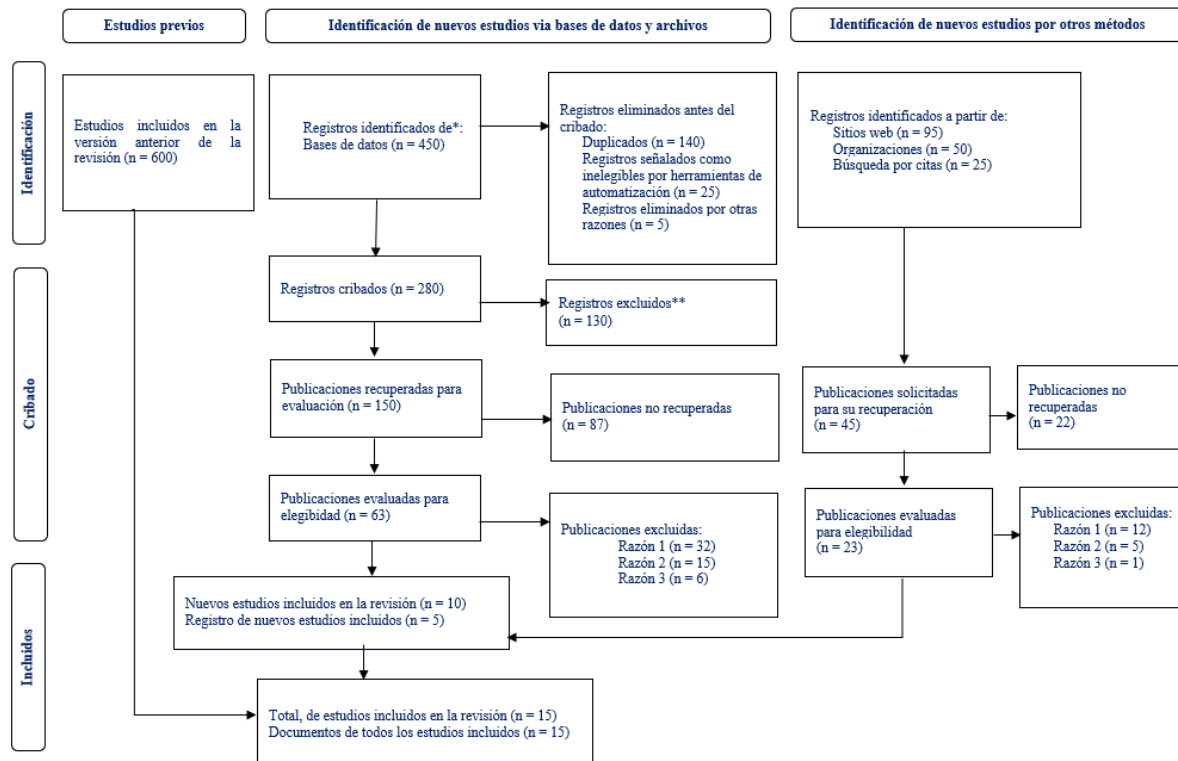 Estudios previos
Identificación de nuevos estudios via bases de datos y archivos
Identificación de nuevos estudios por otros métodos
Identificación
Estudios incluidos en la
versión anterior de la
revisión (n = 600)
Registros identificados de*:
Bases de datos (n = 450)
Registros eliminados antes del
cribado:
Duplicados (n = 140)
Registros señalados como
inelegibles por herramientas de
automatización (n = 25)
Registros eliminados por otras
razones (n = 5)
Registros identificados a partir de:
Sitios web (n = 95)
Organizaciones (n = 50)
Búsqueda por citas (n = 25)
Cribado
Registros cribados (n = 280)
Registros excluidos**
(n = 130)
Publicaciones recuperadas para
evaluación (n = 150)
Publicaciones no recuperadas
(n = 87)
Publicaciones solicitadas
para su recuperación
(n = 45)
Publicaciones no
recuperadas
(n = 22)
Publicaciones evaluadas para
elegibidad (n = 63)
Publicaciones excluidas:
Razón 1 (n = 32)
Razón 2 (n = 15)
Razón 3 (n = 6)
Publicaciones evaluadas
para elegibilidad
(n = 23)
Publicaciones excluidas:
Razón 1 (n = 12)
Razón 2 (n = 5)
Razón 3 (n = 1)
Incluidos
Nuevos estudios incluidos en la revisión (n = 10)
Registro de nuevos estudios incluidos (n = 5)
Total, de estudios incluidos en la revisión (n = 15)
Documentos de todos los estudios incluidos (n = 15)